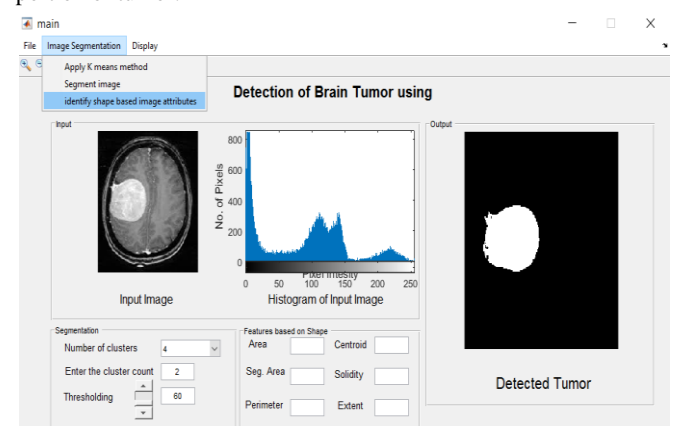 main
File Image Segmentation Display
Apply K means method
Segment image
identify shape based image attributes
Detection of Brain Tumor using
Input
Output
800
600
400
200
0
No. of Pixels
0 50 100 150 200 250
Pixel Intesity
Input Image
Histogram of Input Image
Detected Tumor
Segmentation
Number of clusters 4
Enter the cluster count 2
Thresholding 60
Features based on Shape
Area Centroid
Seg. Area Solidity
Perimeter Extent